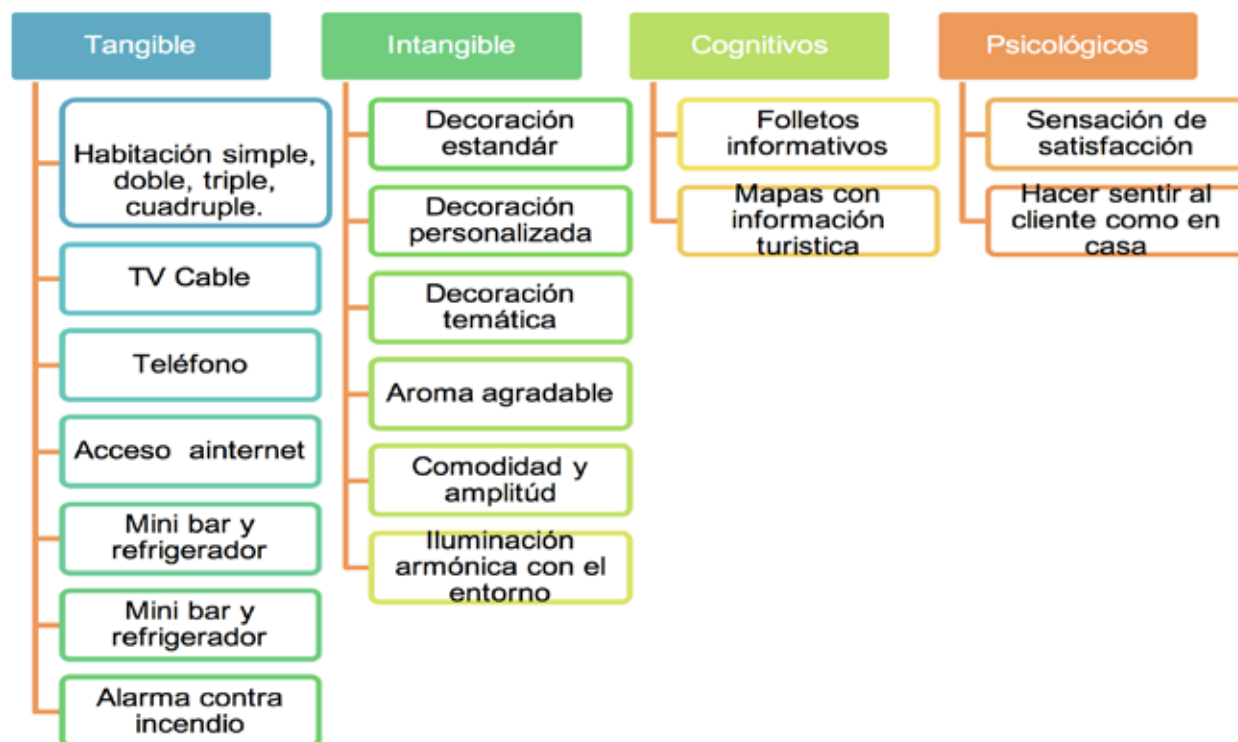 Tangible
Habitación simple,
doble, triple,
cuadruple.
TV Cable
Teléfono
Acceso ainternet
Mini bar y
refrigerador
Mini bar y
refrigerador
Alarma contra
incendio
Intangible
Decoración
estandár
Decoración
personalizada
Decoración
temática
Aroma agradable
Comodidad y
amplitúd
Iluminación
armónica con el
entorno
Cognitivos
Folletos
informativos
Mapas con
información
turistica
Psicológicos
Sensación de
satisfacción
Hacer sentir al
cliente como en
casa